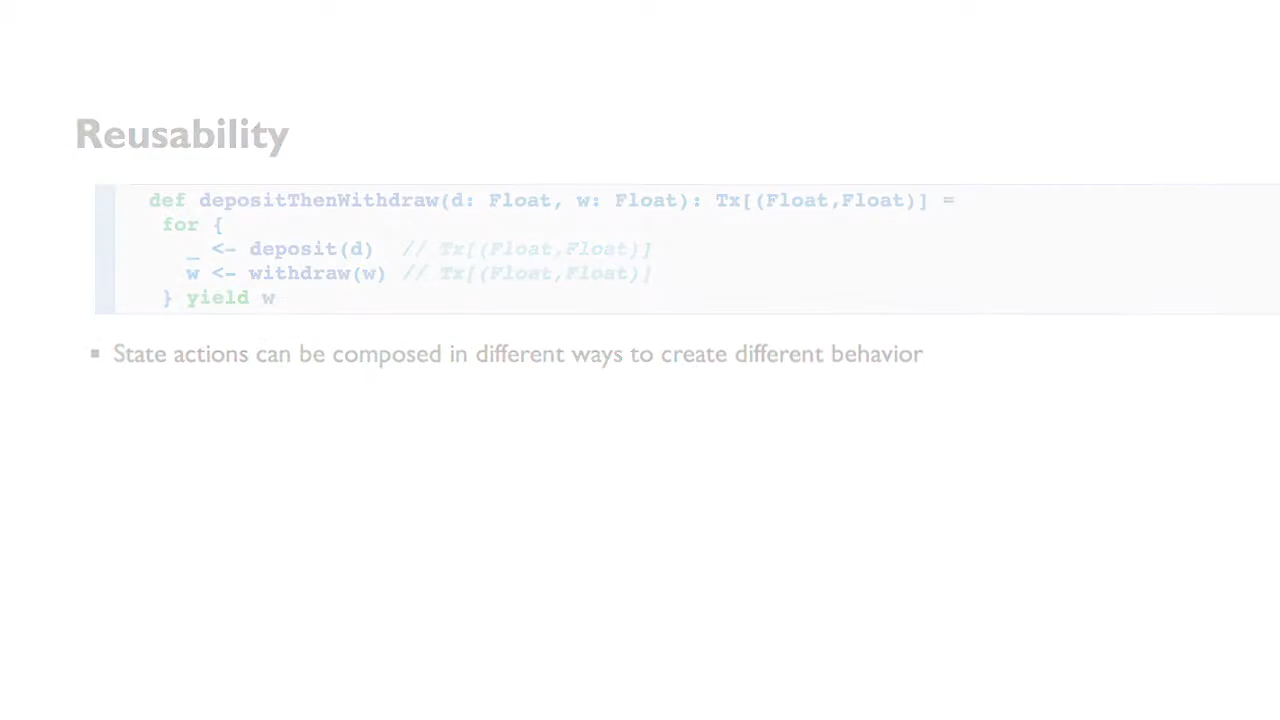 Reusability
def depositThenWithdraw(d: Float, w: Float): Tx[(Float,Float)] =
for {
_ <- deposit(d) // Tx[(Float,Float)]
w <- withdraw(w) // Tx[(Float,Float)]
} yield w
▪ State actions can be composed in different ways to create different behavior